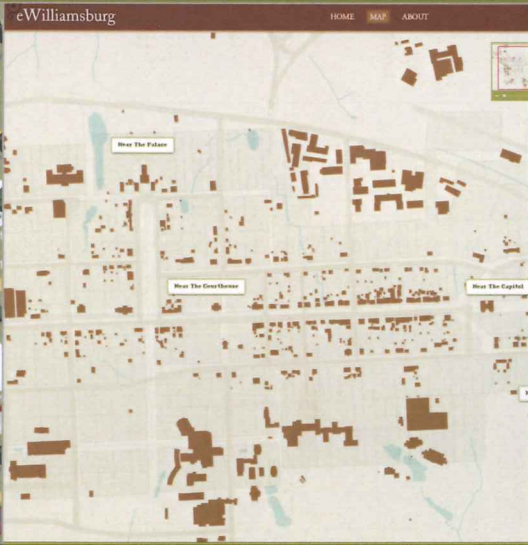 eWilliamsburg
HOME MAP ABOUT
Near The Palace
Near The Courthouse
Near The Capitol